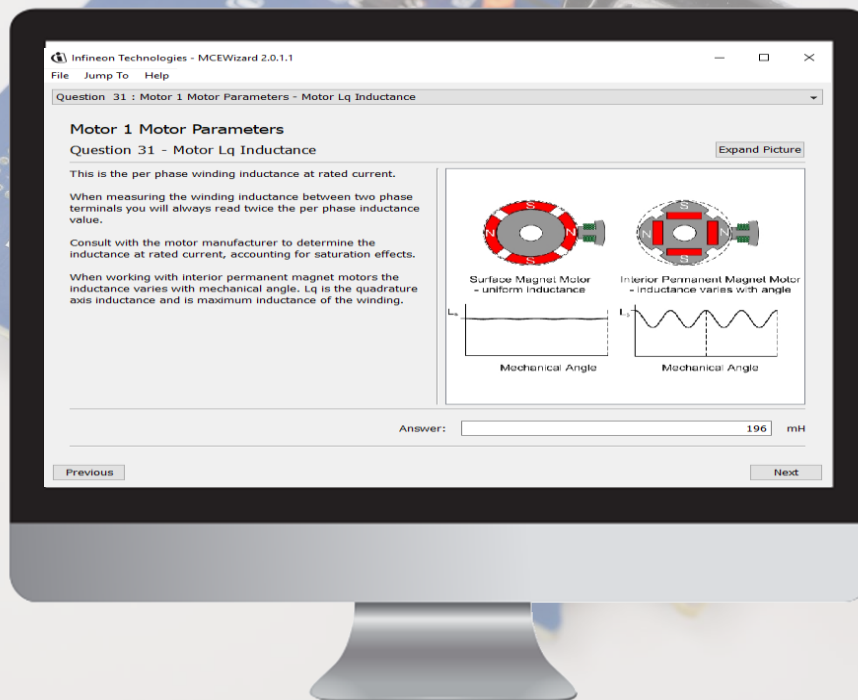 Infineon Technologies - MCEWizard 2.0.1.1
File Jump To Help
Question 31 : Motor 1 Motor Parameters - Motor Lq Inductance
Motor 1 Motor Parameters
Question 31 - Motor Lq Inductance
Expand Picture
This is the per phase winding inductance at rated current.
When measuring the winding inductance between two phase
terminals you will always read twice the per phase inductance
value.
Consult with the motor manufacturer to determine the
inductance at rated current, accounting for saturation effects.
When working with interior permanent magnet motors the
inductance varies with mechanical angle. Lq is the quadrature
axis inductance and is maximum inductance of the winding.
S
N N
S
S
N N
S
Surface Magnet Motor
- uniform inductance
Interior Permanent Magnet Motor
- inductance varies with angle
Mechanical Angle
Mechanical Angle
Answer:
196 mH
Previous
Next